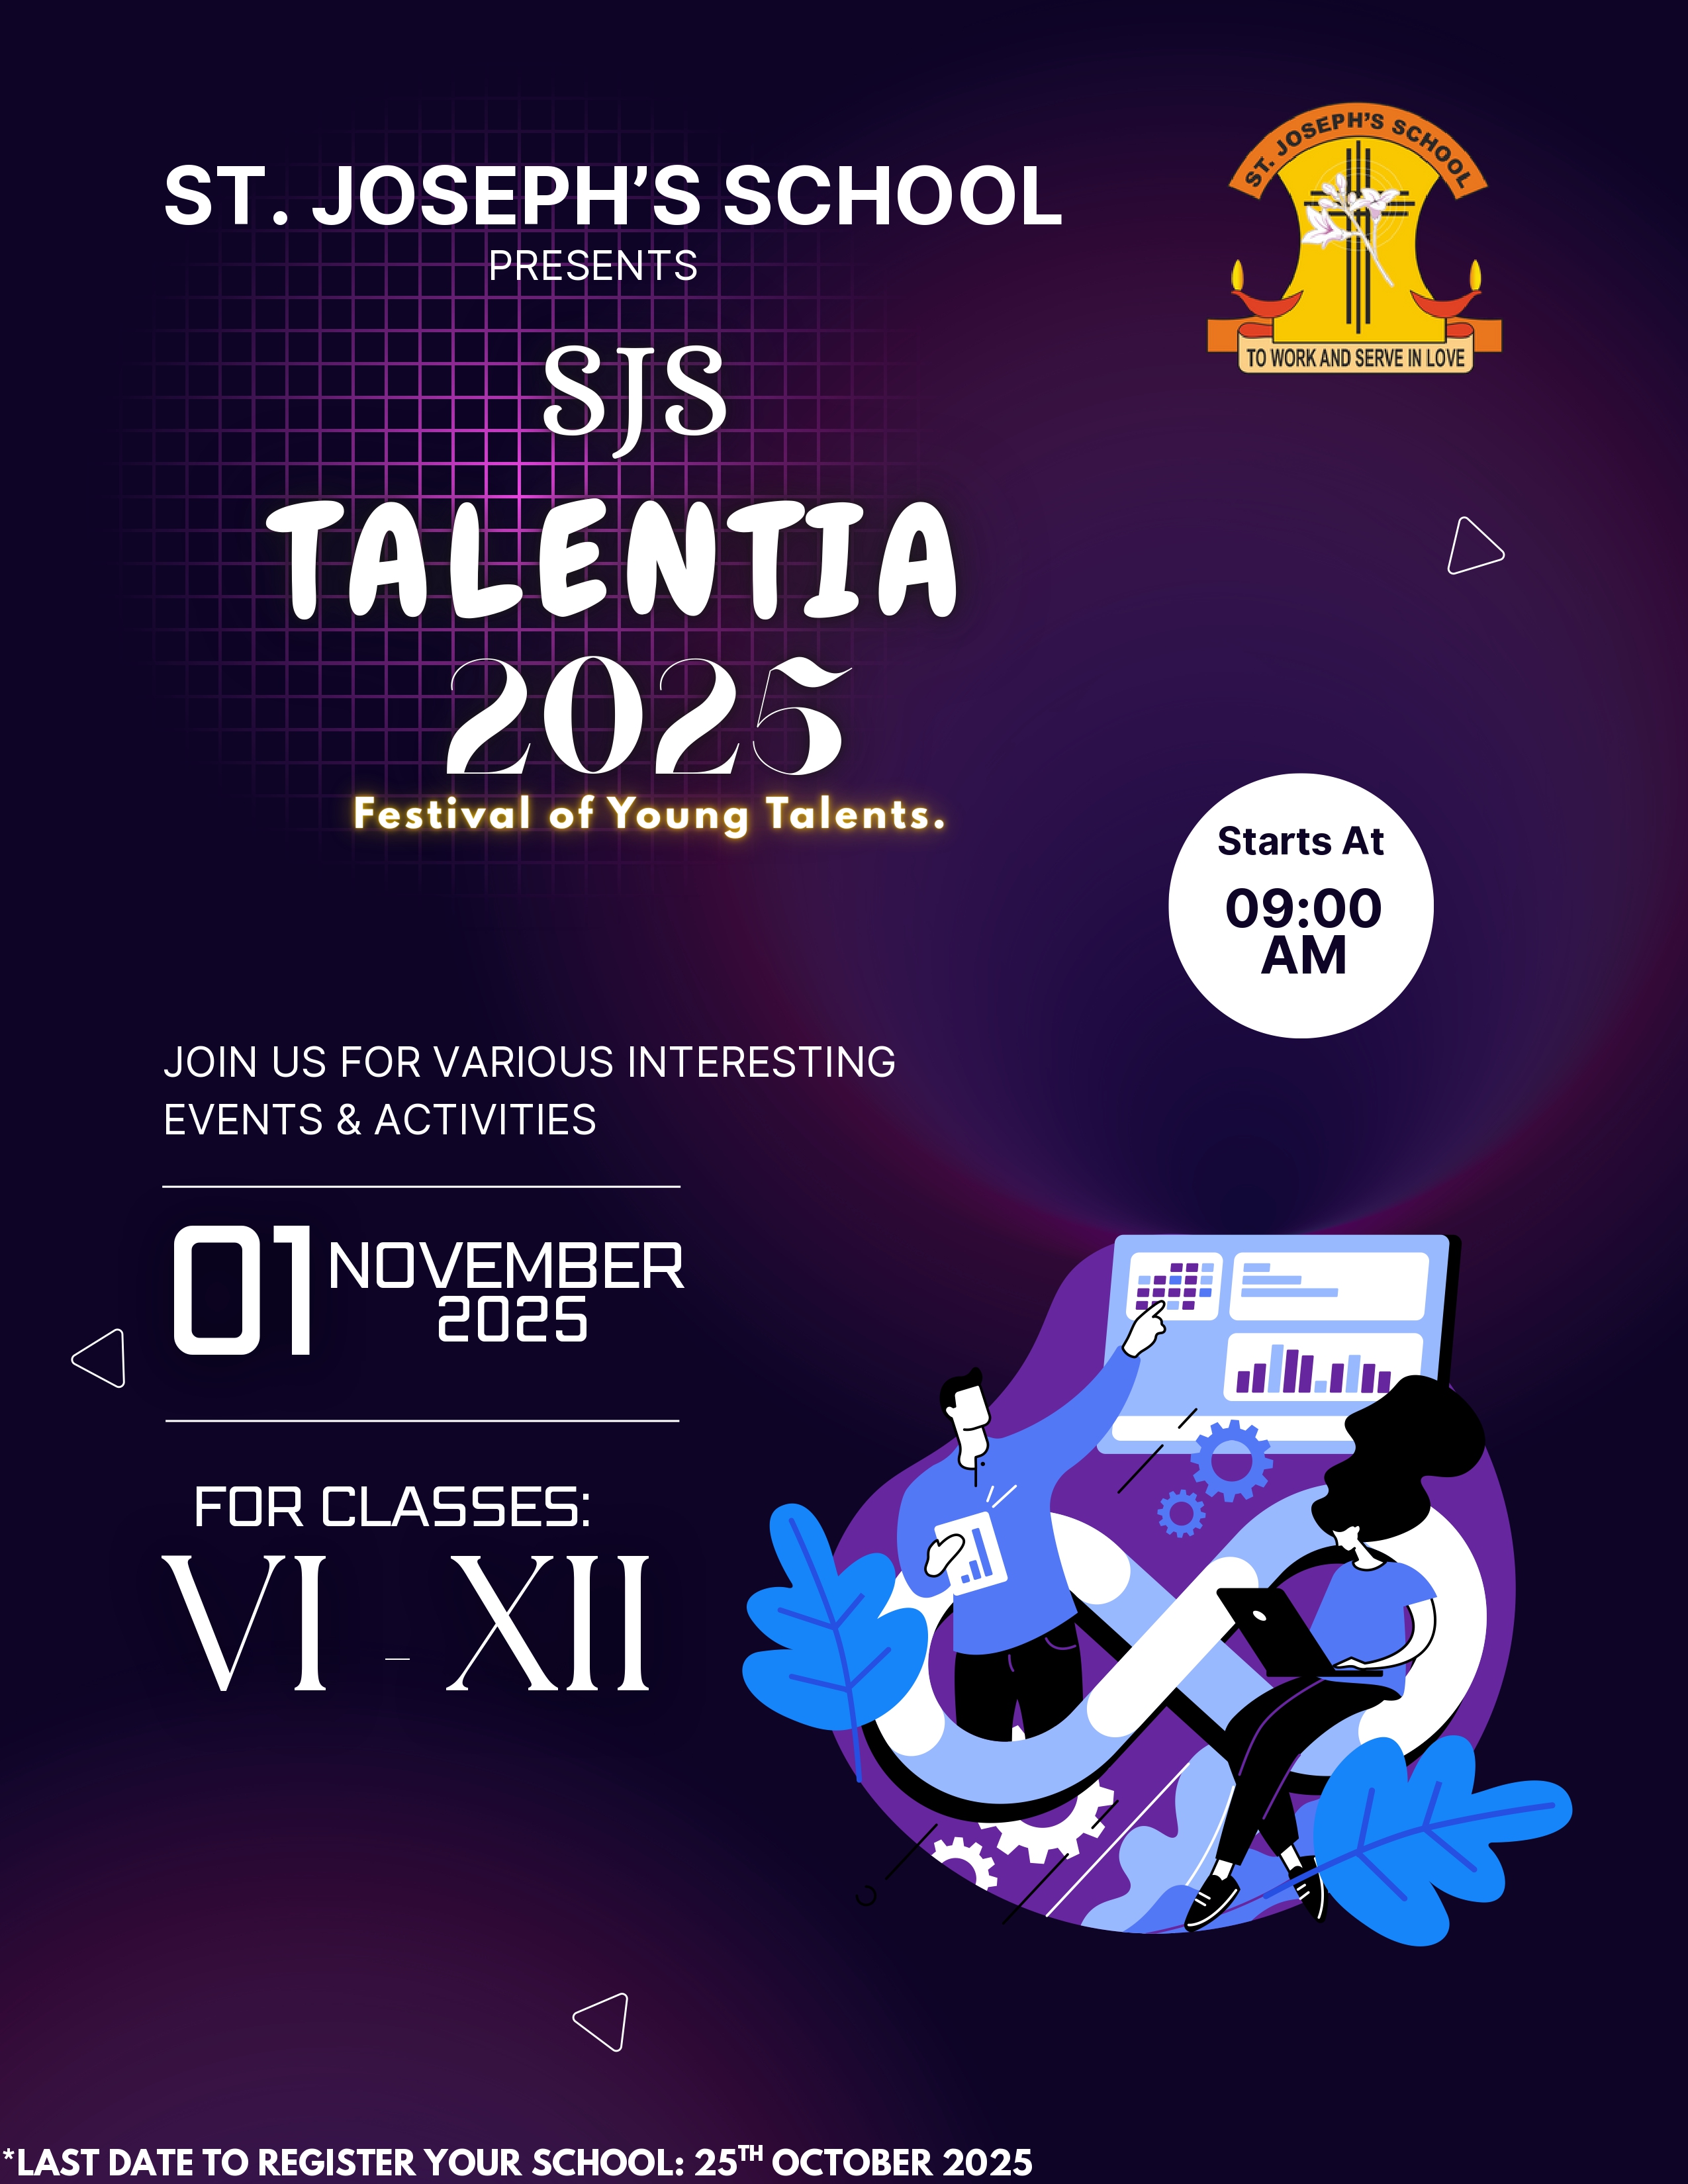 ST. JOSEPH'S SCHOOL
PRESENTS
ST. JOSEPH'S SCHOOL
TO WORK AND SERVE IN LOVE
SJS
TALENTIA
2025
Festival of Young Talents.
Starts At
09:00
AM
JOIN US FOR VARIOUS INTERESTING
EVENTS & ACTIVITIES
01 NOVEMBER
2025
FOR CLASSES:
VI - XII
*LAST DATE TO REGISTER YOUR SCHOOL: 25TH OCTOBER 2025